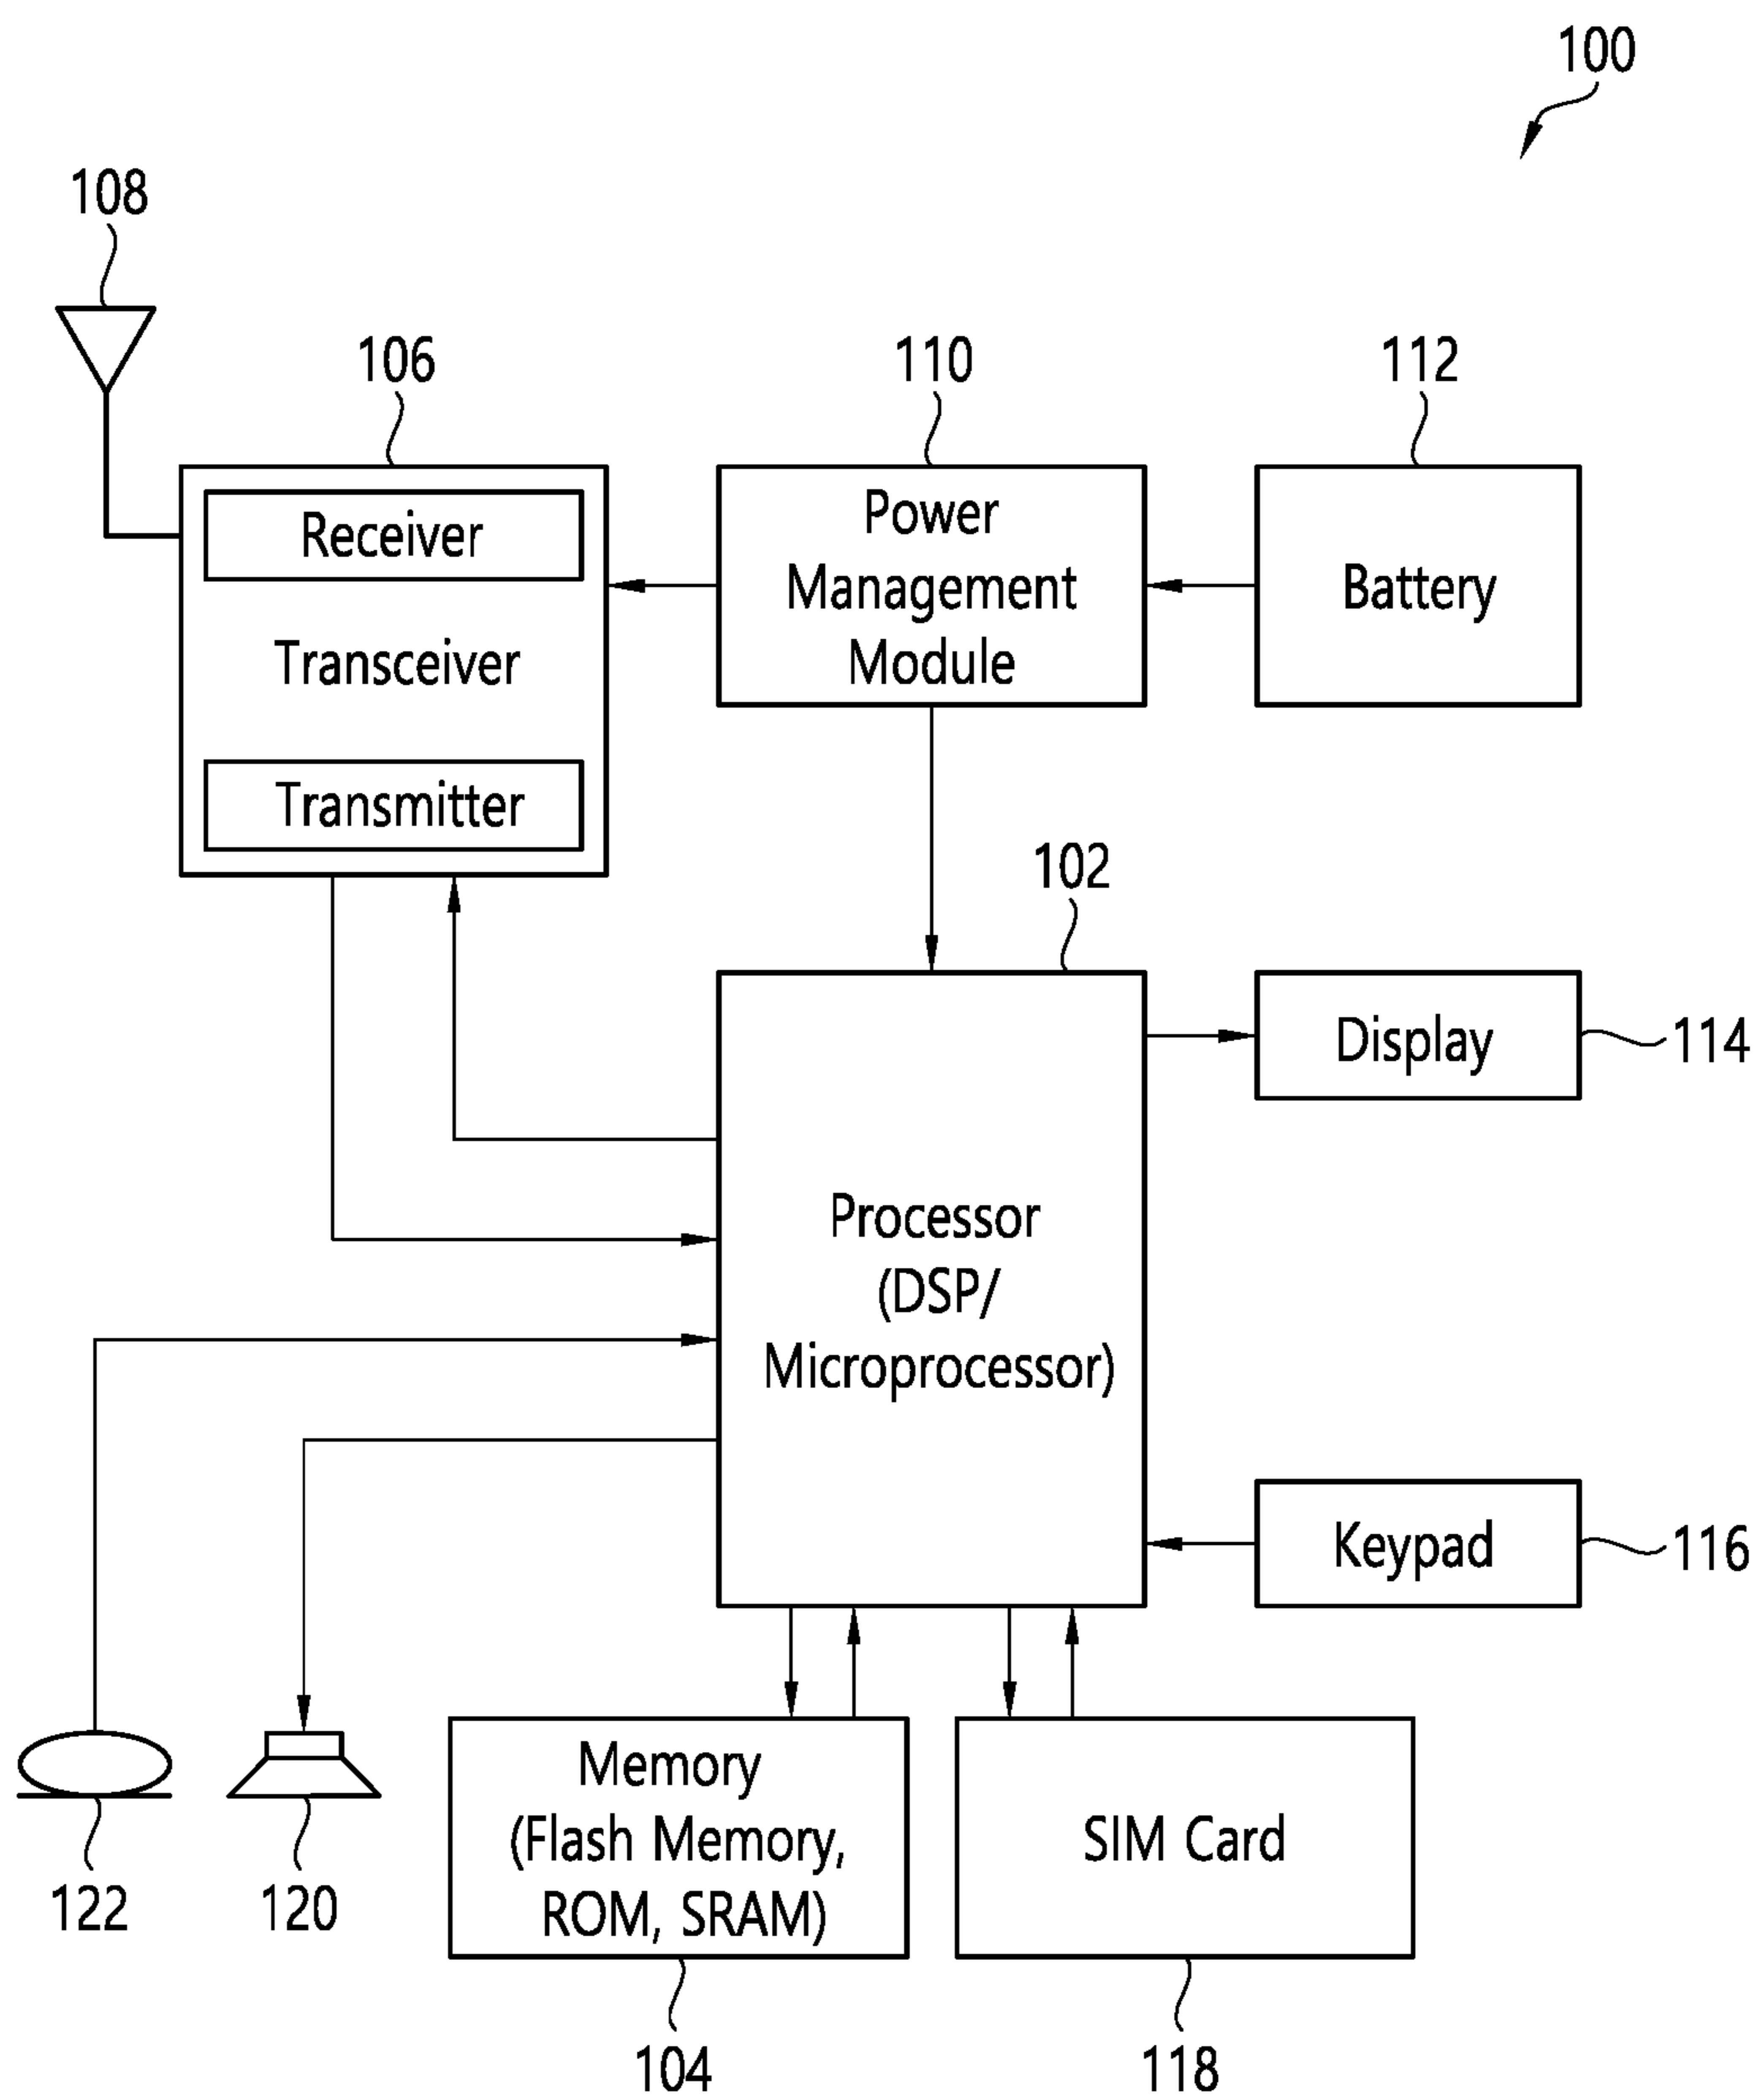 100
108
106
110
112
Receiver
Transceiver
Transmitter
Power
Management
Module
Battery
102
Display
114
Processor
(DSP/
Microprocessor)
Keypad
116
122
120
Memory
(Flash Memory,
ROM, SRAM)
SIM Card
104
118